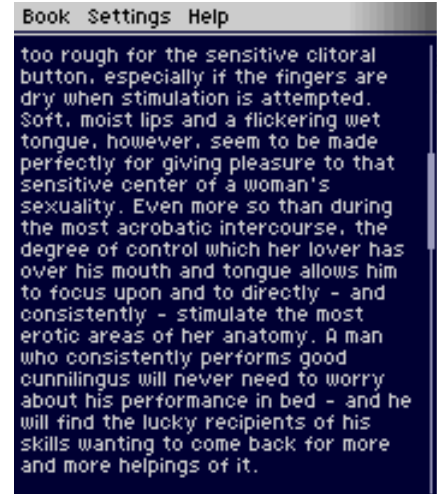 Book Settings Help
too rough for the sensitive clitoral
button, especially if the fingers are
dry when stimulation is attempted.
Soft, moist lips and a flickering wet
tongue, however, seem to be made
perfectly for giving pleasure to that
sensitive center of a woman's
sexuality. Even more so than during
the most acrobatic intercourse, the
degree of control which her lover has
over his mouth and tongue allows him
to focus upon and to directly - and
consistently - stimulate the most
erotic areas of her anatomy. A man
who consistently performs good
cunnilingus will never need to worry
about his performance in bed - and he
will find the lucky recipients of his
skills wanting to come back for more
and more helpings of it.